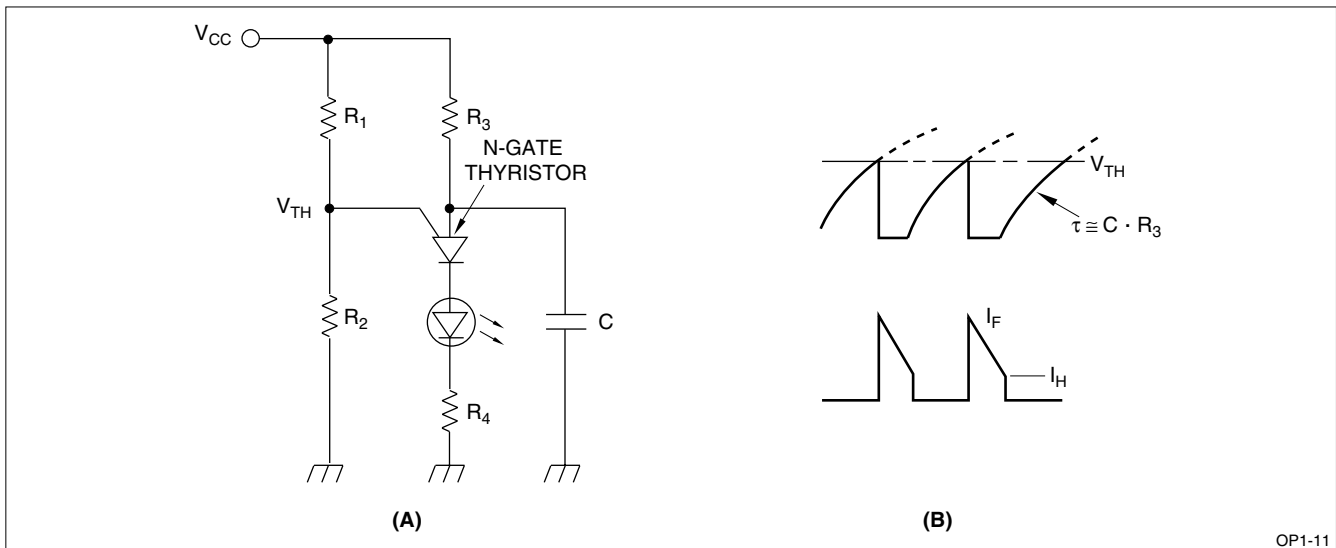 V_CC
R_1
R_3
N-GATE
THYRISTOR
V_TH
R_2
C
R_4
(A)
V_TH
τ ≅ C · R_3
I_F
I_H
(B)
OP1-11